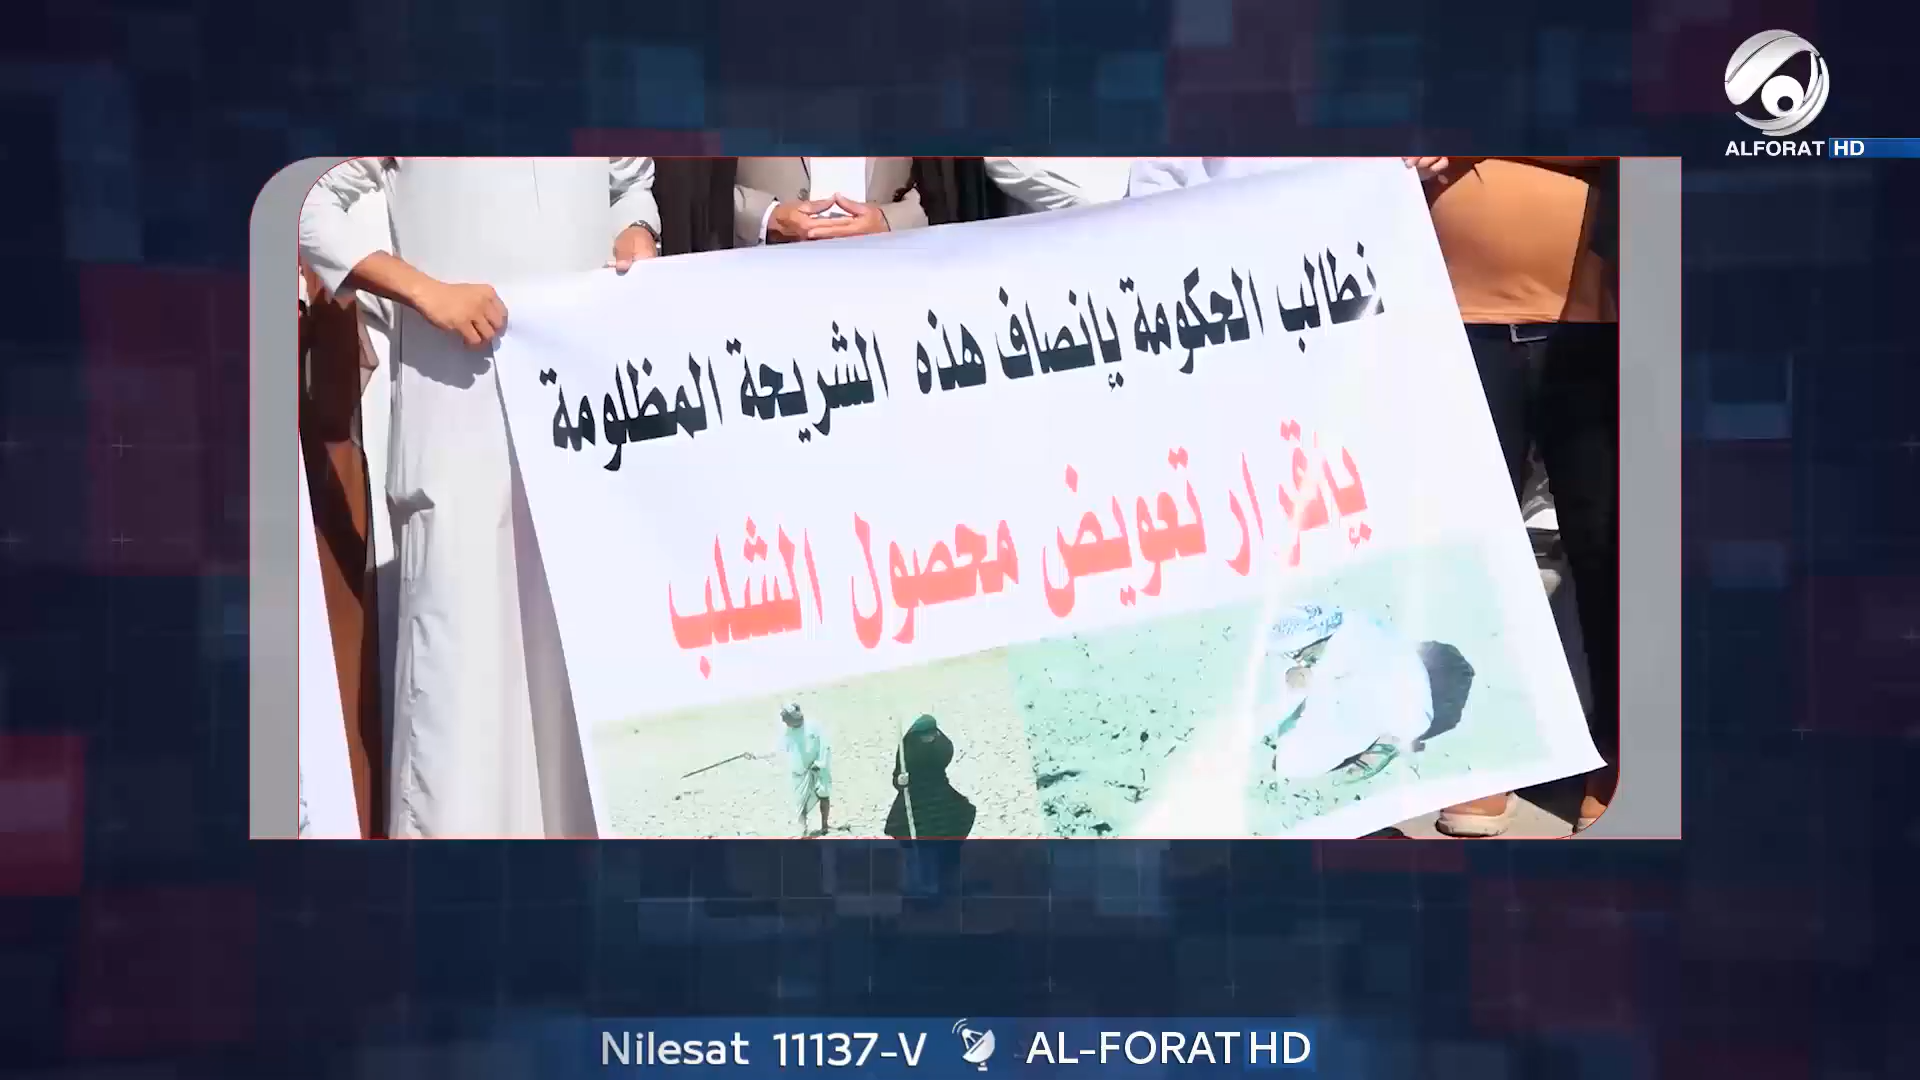 ALFORAT HD
نطالب الحكومة بإنصاف هذه الشريحة المظلومة
بإقرار تعويض محصول الشلب
Nilesat 11137-V AL-FORAT HD